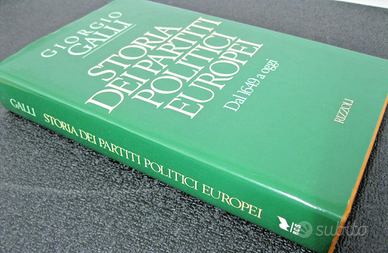 GIORGIO
GALLI
STORIA
DEI PARTITI
POLITICI
EUROPEI
Dal 1649 a oggi
RIZZOLI
GALLI STORIA DEI PARTITI POLITICI EUROPEI
subito